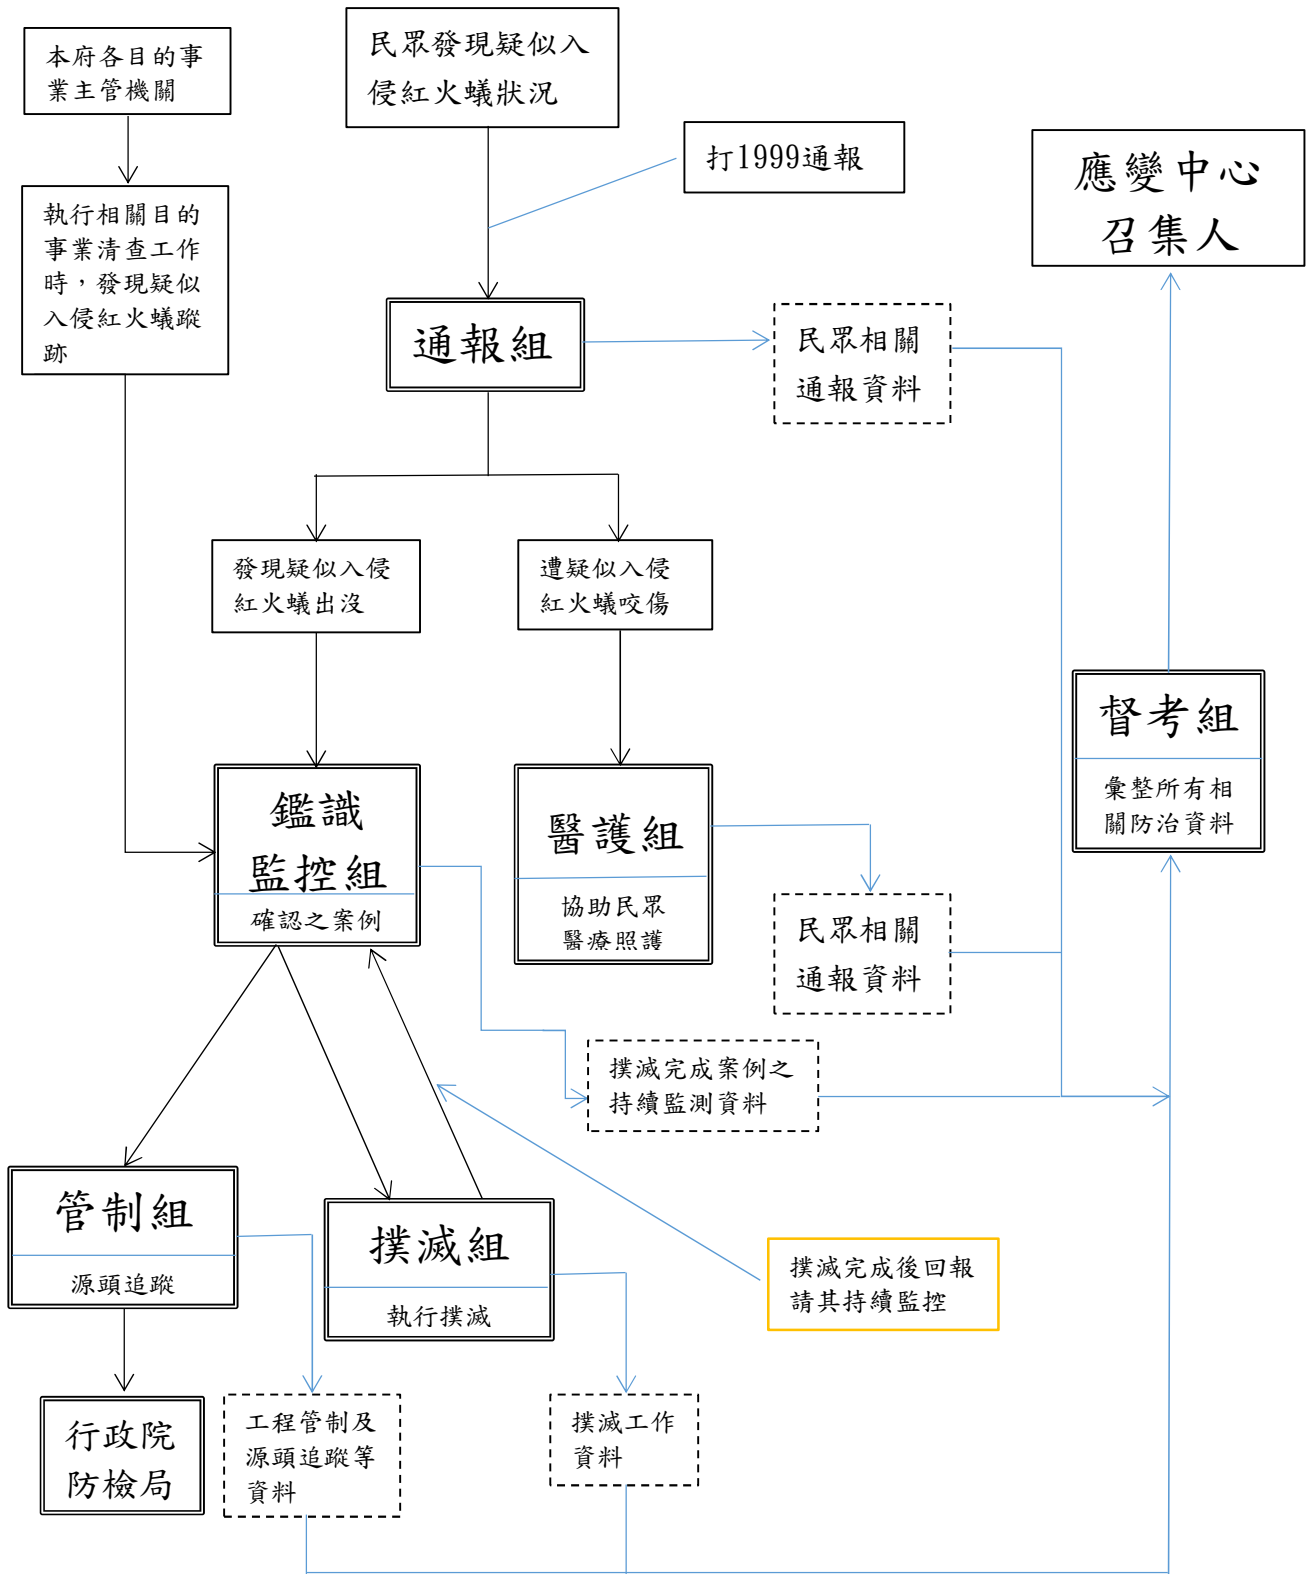 本府各目的事
業主管機關
民眾發現疑似入
侵紅火蟻狀況
打1999通報
應變中心
召集人
執行相關目的
事業清查工作
時，發現疑似
入侵紅火蟻蹤
跡
通報組
民眾相關
通報資料
發現疑似入侵
紅火蟻出沒
遭疑似入侵
紅火蟻咬傷
督考組
彙整所有相
關防治資料
鑑識
監控組
確認之案例
醫護組
協助民眾
醫療照護
民眾相關
通報資料
撲滅完成案例之
持續監測資料
管制組
源頭追蹤
撲滅組
執行撲滅
撲滅完成後回報
請其持續監控
行政院
防檢局
工程管制及
源頭追蹤等
資料
撲滅工作
資料